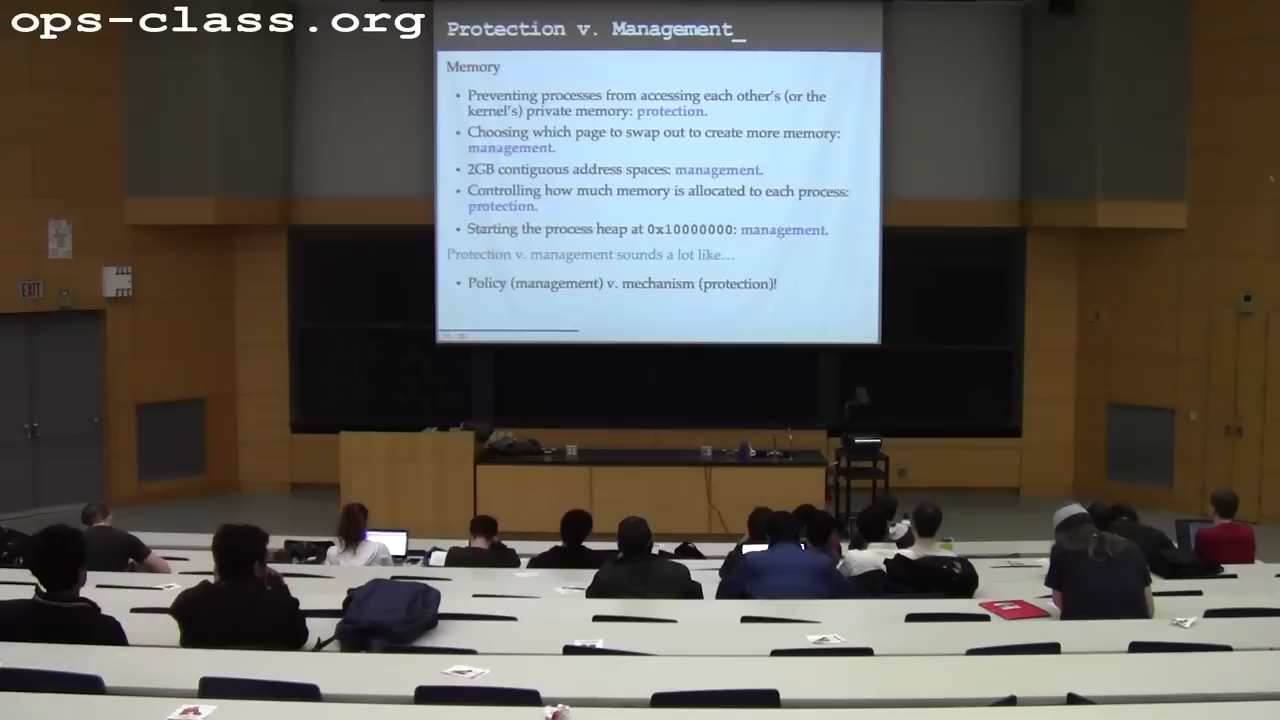 ops-class.org
Protection v. Management_
Memory
• Preventing processes from accessing each other's (or the
kernel's) private memory: protection.
• Choosing which page to swap out to create more memory:
management.
• 2GB contiguous address spaces: management.
• Controlling how much memory is allocated to each process:
protection.
• Starting the process heap at 0x10000000: management.
Protection v. management sounds a lot like…
• Policy (management) v. mechanism (protection)!
EXIT